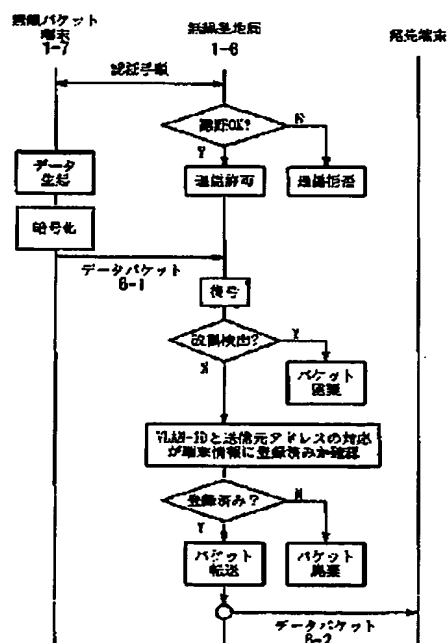 無線パケット
端末
1-7
無線基地局
1-6
宛先端末
認証手順
認証OK?
N
Y
データ
生起
通信許可
通信拒否
暗号化
データパケット
6-1
復号
改竄検出?
Y
N
パケット
廃棄
VLAN-IDと送信元アドレスの対応
が端末情報に登録済みか確認
登録済み?
N
Y
パケット
転送
パケット
廃棄
データパケット
6-2